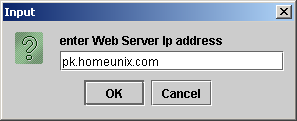 Input
enter Web Server Ip address
pk.homeunix.com
OK Cancel